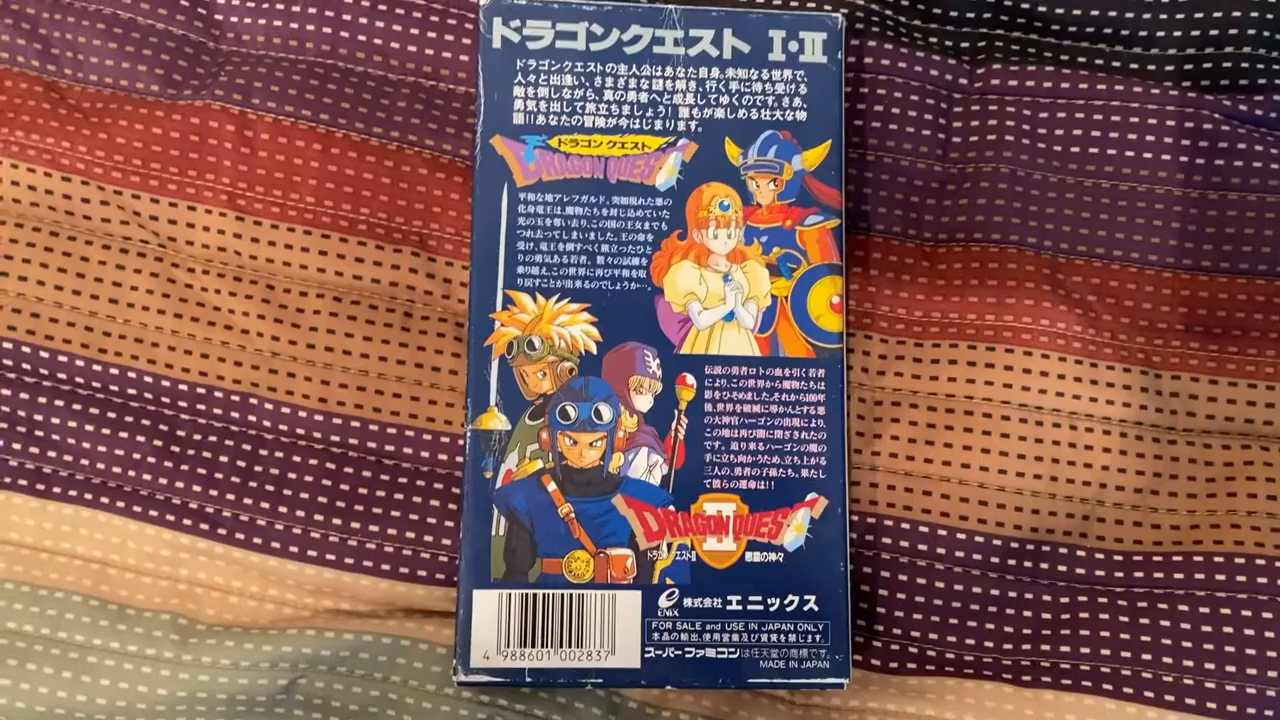 ドラゴンクエスト I・II
ドラゴンクエストの主人公はあなた自身。未知なる世界で、
人々と出逢い、さまざまな謎を解き、行く手に待ち受ける
敵を倒しながら、真の勇者へと成長してゆくのです。さあ、
勇気を出して旅立ちましょう! 誰もが楽しめる壮大な物
語!!あなたの冒険が今はじまります。
ドラゴンクエスト
DRAGON QUEST
平和な地アレフガルド。突如現れた悪の
化身竜王は、魔物たちを封じ込めていた
光の玉を奪い去り、この国の王女までも
つれ去ってしまいました。王の命を
受け、竜王を倒すべく旅立ったひと
りの勇気ある若者。数々の試練を
乗り越え、この世界に再び平和を取
り戻すことが出来るのでしょうか…。
伝説の勇者ロトの血を引く若者
により、この世界から魔物たちは
影をひそめました。それから100年
後、世界を破滅に導かんとする悪
の大神官ハーゴンの出現により、
この地は再び闇に閉ざされたの
です。迫り来るハーゴンの魔の
手に立ち向かうため、立ち上がる
三人の、勇者の子孫たち。果たし
て彼らの運命は!!
DRAGON QUEST
II
ドラゴンクエストII 悪霊の神々
ENIX 株式会社 エニックス
FOR SALE and USE IN JAPAN ONLY
本品の輸出、使用営業及び賃貸を禁じます。
スーパーファミコンは任天堂の商標です。
MADE IN JAPAN
4 988601 002837